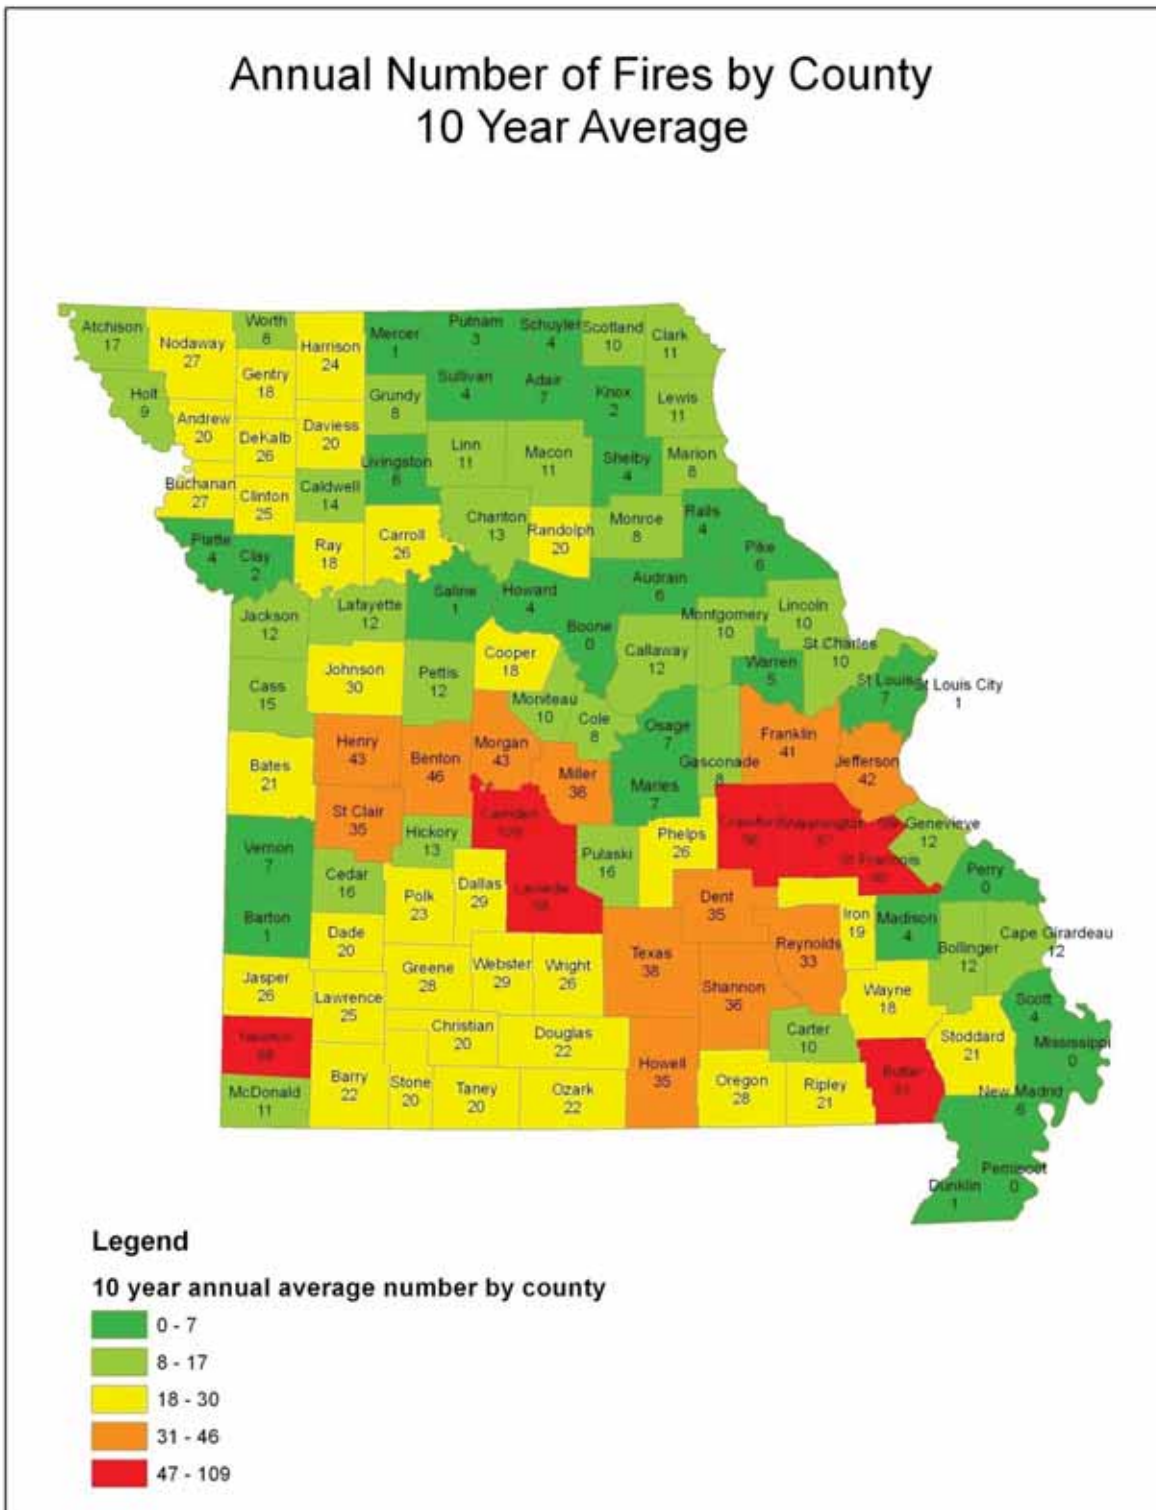 Annual Number of Fires by County
10 Year Average
Atchison
17
Nodaway
27
Worth
8
Harrison
24
Mercer
1
Putnam
3
Schuyler
4
Scotland
10
Clark
11
Holt
9
Gentry
18
Grundy
8
Sullivan
4
Adair
7
Knox
2
Lewis
11
Andrew
20
DeKalb
26
Daviess
20
Livingston
6
Linn
11
Macon
11
Shelby
4
Marion
8
Buchanan
27
Clinton
25
Caldwell
14
Ray
18
Carroll
26
Chariton
13
Randolph
20
Monroe
8
Ralls
4
Platte
4
Clay
2
Pike
6
Audrain
6
Saline
1
Howard
4
Boone
0
Jackson
12
Lafayette
12
Callaway
12
Montgomery
10
Lincoln
10
St Charles
10
Warren
5
St Louis
7
St Louis City
1
Cooper
18
Johnson
30
Pettis
12
Cass
15
Moniteau
10
Cole
8
Osage
7
Gasconade
8
Franklin
41
Jefferson
42
Henry
43
Benton
46
Morgan
43
Miller
36
Maries
7
Bates
21
St Clair
35
Hickory
13
Camden
109
Pulaski
16
Phelps
26
Crawford
Washington
Ste Genevieve
12
St Francois
Perry
0
Vernon
7
Cedar
16
Polk
23
Dallas
29
Laclede
Dent
35
Iron
19
Madison
4
Bollinger
12
Cape Girardeau
12
Barton
1
Dade
20
Greene
28
Webster
29
Wright
26
Texas
38
Shannon
36
Reynolds
33
Wayne
18
Scott
4
Jasper
26
Lawrence
25
Christian
20
Douglas
22
Carter
10
Stoddard
21
Mississippi
0
Newton
McDonald
11
Barry
22
Stone
20
Taney
20
Ozark
22
Howell
35
Oregon
28
Ripley
21
Butler
New Madrid
6
Pemiscot
0
Dunklin
1
Legend
10 year annual average number by county
0 - 7
8 - 17
18 - 30
31 - 46
47 - 109